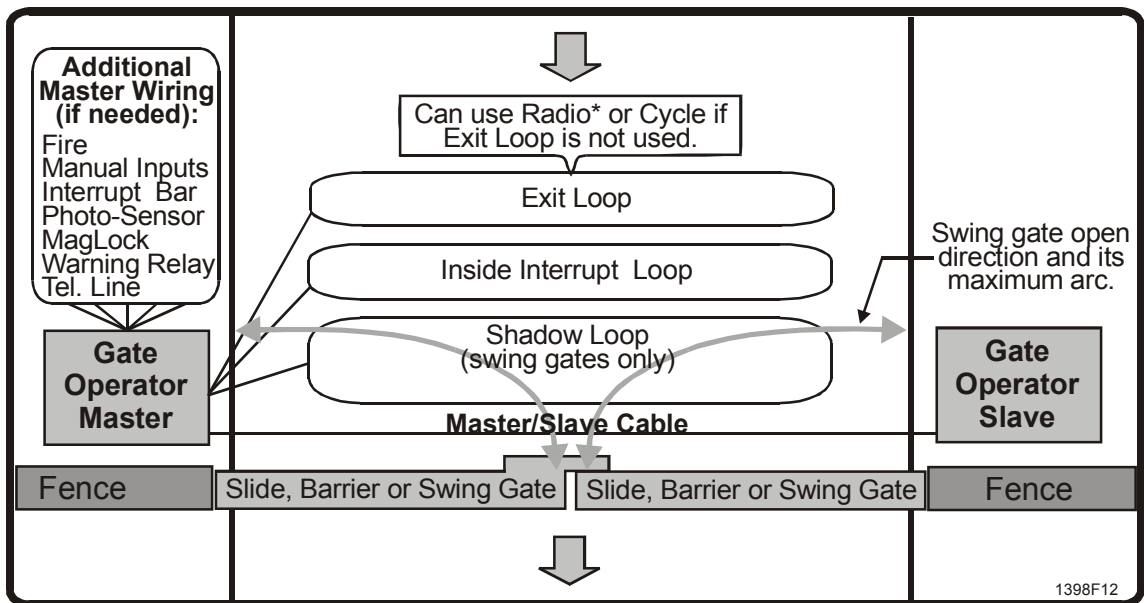 Additional
Master Wiring
(if needed):
Fire
Manual Inputs
Interrupt Bar
Photo-Sensor
MagLock
Warning Relay
Tel. Line
Can use Radio* or Cycle if
Exit Loop is not used.
Exit Loop
Inside Interrupt Loop
Swing gate open
direction and its
maximum arc.
Shadow Loop
(swing gates only)
Gate
Operator
Master
Gate
Operator
Slave
Master/Slave Cable
Fence
Slide, Barrier or Swing Gate
Slide, Barrier or Swing Gate
Fence
1398F12